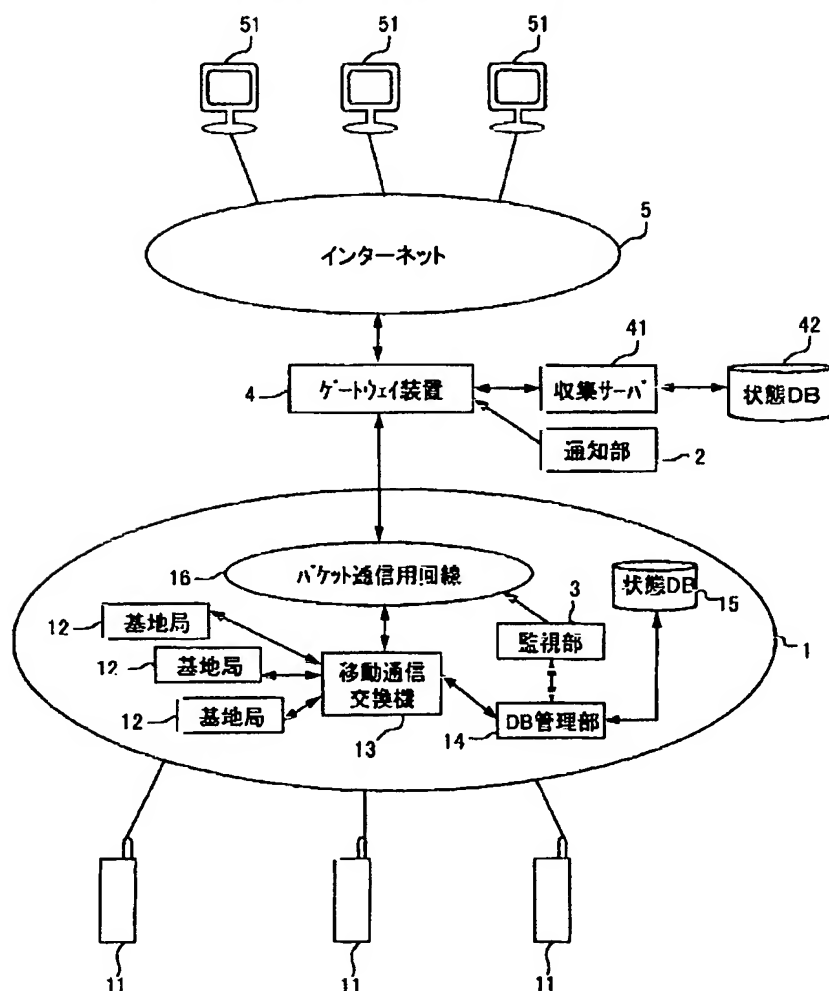 51
51
51
5
インターネット
41
42
4
ゲートウェイ装置
収集サーバ
状態DB
通知部
2
16
パケット通信用回線
3
状態DB
15
12
基地局
監視部
1
12
基地局
移動通信
交換機
12
基地局
13
14
DB管理部
11
11
11